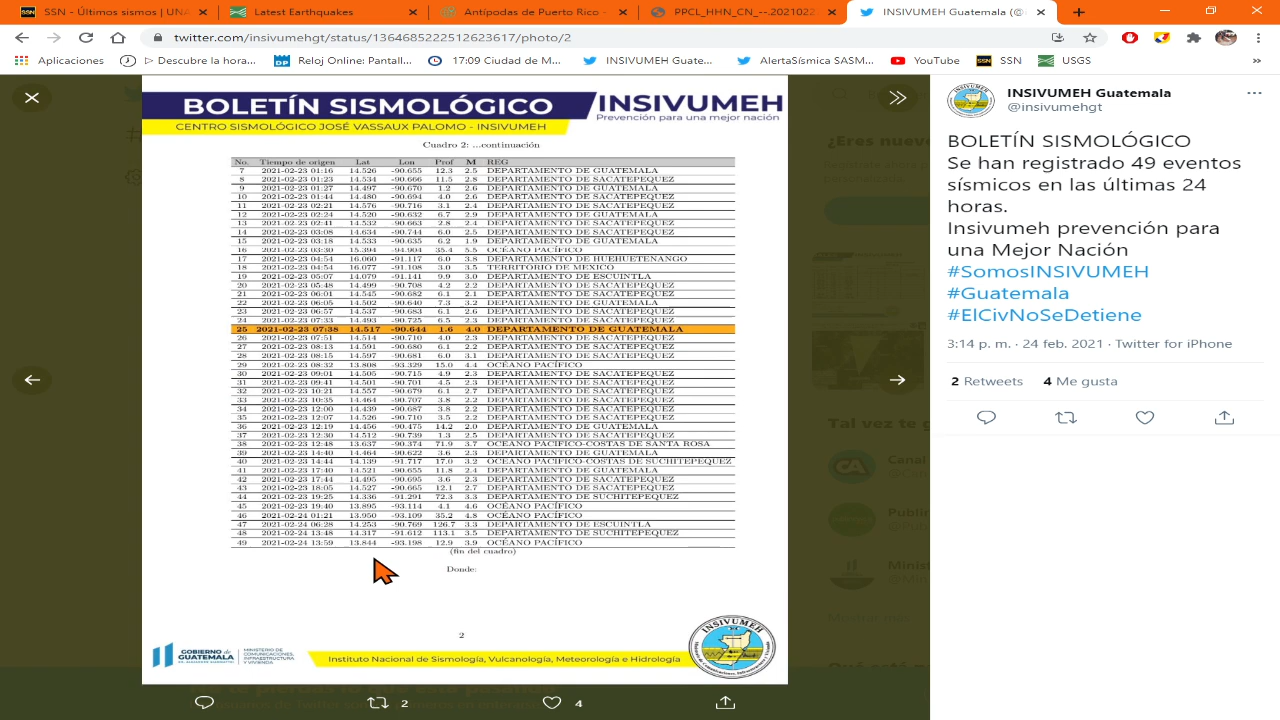 SSN - Últimos sismos | UNA
Latest Earthquakes
Antípodas de Puerto Rico -
PPCL_HHN_CN_--.2021022
INSIVUMEH Guatemala (@
twitter.com/insivumehgt/status/1364685222512623617/photo/2
Aplicaciones
Descubre la hora...
Reloj Online: Pantall...
17:09 Ciudad de M...
INSIVUMEH Guate...
AlertaSísmica SASM...
YouTube
SSN
USGS
BOLETÍN SISMOLÓGICO
INSIVUMEH
Prevención para una mejor nación
CENTRO SISMOLÓGICO JOSÉ VASSAUX PALOMO - INSIVUMEH
Cuadro 2: ...continuación
No. Tiempo de origen Lat Lon Prof M REG
7 2021-02-23 01:16 14.526 -90.655 12.3 2.5 DEPARTAMENTO DE GUATEMALA
8 2021-02-23 01:23 14.534 -90.666 11.5 2.8 DEPARTAMENTO DE SACATEPEQUEZ
9 2021-02-23 01:27 14.497 -90.670 1.2 2.6 DEPARTAMENTO DE GUATEMALA
10 2021-02-23 01:44 14.480 -90.694 4.0 2.6 DEPARTAMENTO DE SACATEPEQUEZ
11 2021-02-23 02:21 14.576 -90.716 3.1 2.4 DEPARTAMENTO DE SACATEPEQUEZ
12 2021-02-23 02:24 14.520 -90.632 6.7 2.9 DEPARTAMENTO DE GUATEMALA
13 2021-02-23 02:41 14.532 -90.663 2.8 2.4 DEPARTAMENTO DE SACATEPEQUEZ
14 2021-02-23 03:08 14.634 -90.744 6.0 2.5 DEPARTAMENTO DE SACATEPEQUEZ
15 2021-02-23 03:18 14.533 -90.635 6.2 1.9 DEPARTAMENTO DE GUATEMALA
16 2021-02-23 03:30 15.394 -94.904 35.4 5.5 OCÉANO PACÍFICO
17 2021-02-23 04:54 16.060 -91.117 6.0 3.8 DEPARTAMENTO DE HUEHUETENANGO
18 2021-02-23 04:54 16.077 -91.108 3.0 3.5 TERRITORIO DE MEXICO
19 2021-02-23 05:07 14.079 -91.141 9.9 3.0 DEPARTAMENTO DE ESCUINTLA
20 2021-02-23 05:48 14.499 -90.708 4.2 2.2 DEPARTAMENTO DE SACATEPEQUEZ
21 2021-02-23 06:01 14.545 -90.682 6.1 2.1 DEPARTAMENTO DE SACATEPEQUEZ
22 2021-02-23 06:05 14.502 -90.640 7.3 3.2 DEPARTAMENTO DE GUATEMALA
23 2021-02-23 06:57 14.537 -90.683 6.1 2.6 DEPARTAMENTO DE SACATEPEQUEZ
24 2021-02-23 07:33 14.493 -90.725 6.5 2.3 DEPARTAMENTO DE SACATEPEQUEZ
25 2021-02-23 07:38 14.517 -90.644 1.6 4.0 DEPARTAMENTO DE GUATEMALA
26 2021-02-23 07:51 14.514 -90.710 4.0 2.3 DEPARTAMENTO DE SACATEPEQUEZ
27 2021-02-23 08:13 14.591 -90.680 6.1 2.2 DEPARTAMENTO DE SACATEPEQUEZ
28 2021-02-23 08:15 14.597 -90.681 6.0 3.1 DEPARTAMENTO DE SACATEPEQUEZ
29 2021-02-23 08:32 13.808 -93.329 15.0 4.4 OCÉANO PACÍFICO
30 2021-02-23 09:01 14.505 -90.715 4.9 2.3 DEPARTAMENTO DE SACATEPEQUEZ
31 2021-02-23 09:41 14.501 -90.701 4.5 2.3 DEPARTAMENTO DE SACATEPEQUEZ
32 2021-02-23 10:21 14.557 -90.679 6.1 2.7 DEPARTAMENTO DE SACATEPEQUEZ
33 2021-02-23 10:35 14.464 -90.707 3.8 2.2 DEPARTAMENTO DE SACATEPEQUEZ
34 2021-02-23 12:00 14.439 -90.687 3.8 2.2 DEPARTAMENTO DE SACATEPEQUEZ
35 2021-02-23 12:07 14.526 -90.710 3.5 2.2 DEPARTAMENTO DE SACATEPEQUEZ
36 2021-02-23 12:19 14.456 -90.475 14.2 2.0 DEPARTAMENTO DE GUATEMALA
37 2021-02-23 12:30 14.512 -90.739 1.3 2.5 DEPARTAMENTO DE SACATEPEQUEZ
38 2021-02-23 12:48 13.637 -90.374 71.9 3.7 OCEANO PACIFICO-COSTAS DE SANTA ROSA
39 2021-02-23 14:40 14.464 -90.622 3.6 2.3 DEPARTAMENTO DE GUATEMALA
40 2021-02-23 14:44 14.139 -91.717 17.0 3.2 OCEANO PACIFICO-COSTAS DE SUCHITEPEQUEZ
41 2021-02-23 17:40 14.521 -90.655 11.8 2.4 DEPARTAMENTO DE GUATEMALA
42 2021-02-23 17:44 14.495 -90.695 3.6 2.3 DEPARTAMENTO DE SACATEPEQUEZ
43 2021-02-23 18:05 14.527 -90.665 12.1 2.7 DEPARTAMENTO DE SACATEPEQUEZ
44 2021-02-23 19:25 14.336 -91.291 72.3 3.3 DEPARTAMENTO DE SUCHITEPEQUEZ
45 2021-02-23 19:40 13.895 -93.114 4.1 4.6 OCÉANO PACÍFICO
46 2021-02-24 01:21 13.950 -93.109 35.2 4.8 OCÉANO PACÍFICO
47 2021-02-24 06:28 14.253 -90.769 126.7 3.3 DEPARTAMENTO DE ESCUINTLA
48 2021-02-24 13:48 14.317 -91.612 113.1 3.5 DEPARTAMENTO DE SUCHITEPEQUEZ
49 2021-02-24 13:59 13.844 -93.198 12.9 3.9 OCÉANO PACÍFICO
(fin del cuadro)
Donde:
2
GOBIERNO de GUATEMALA
MINISTERIO DE COMUNICACIONES, INFRAESTRUCTURA Y VIVIENDA
Instituto Nacional de Sismología, Vulcanología, Meteorología e Hidrología
INSIVUMEH
2
4
INSIVUMEH Guatemala
@insivumehgt
BOLETÍN SISMOLÓGICO
Se han registrado 49 eventos
sísmicos en las últimas 24
horas.
Insivumeh prevención para
una Mejor Nación
#SomosINSIVUMEH
#Guatemala
#ElCivNoSeDetiene
3:14 p. m. · 24 feb. 2021 · Twitter for iPhone
2 Retweets 4 Me gusta
¿Eres nuevo
Tal vez te g
Canal
Public
Minist